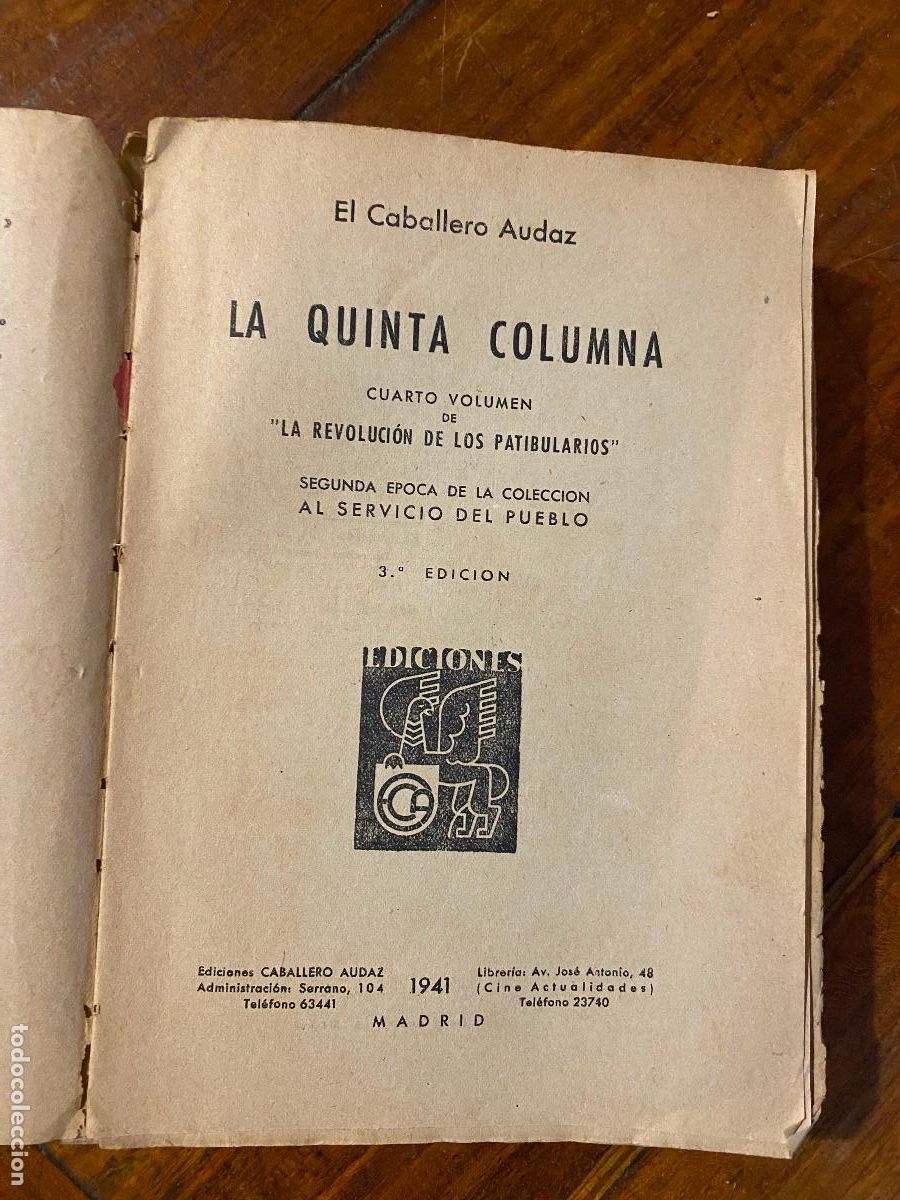 El Caballero Audaz
LA QUINTA COLUMNA
CUARTO VOLUMEN
DE
"LA REVOLUCIÓN DE LOS PATIBULARIOS"
SEGUNDA EPOCA DE LA COLECCION
AL SERVICIO DEL PUEBLO
3.ª EDICION
EDICIONES
CA
Ediciones CABALLERO AUDAZ
Administración: Serrano, 104
Teléfono 63441
1941
Librería: Av. José Antonio, 48
(Cine Actualidades)
Teléfono 23740
MADRID
todocoleccion.net